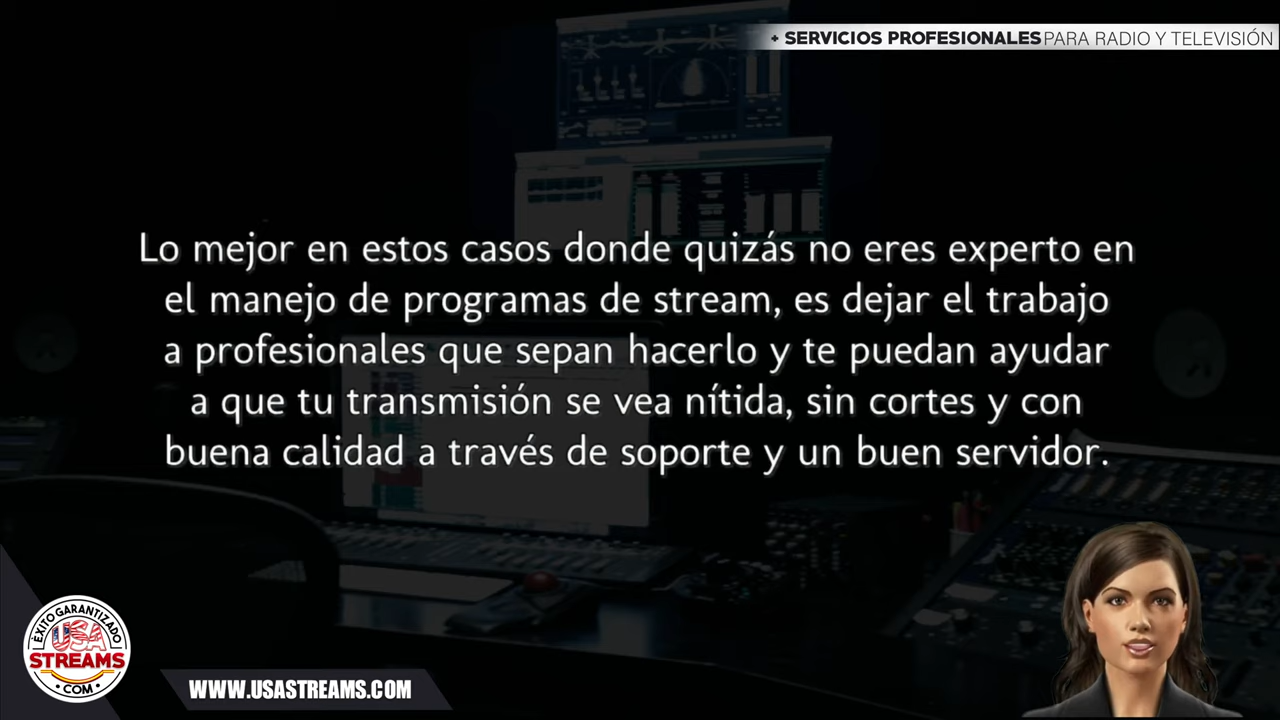 + SERVICIOS PROFESIONALES PARA RADIO Y TELEVISIÓN
Lo mejor en estos casos donde quizás no eres experto en
el manejo de programas de stream, es dejar el trabajo
a profesionales que sepan hacerlo y te puedan ayudar
a que tu transmisión se vea nítida, sin cortes y con
buena calidad a través de soporte y un buen servidor.
ÉXITO GARANTIZADO
USA
STREAMS
• COM •
WWW.USASTREAMS.COM